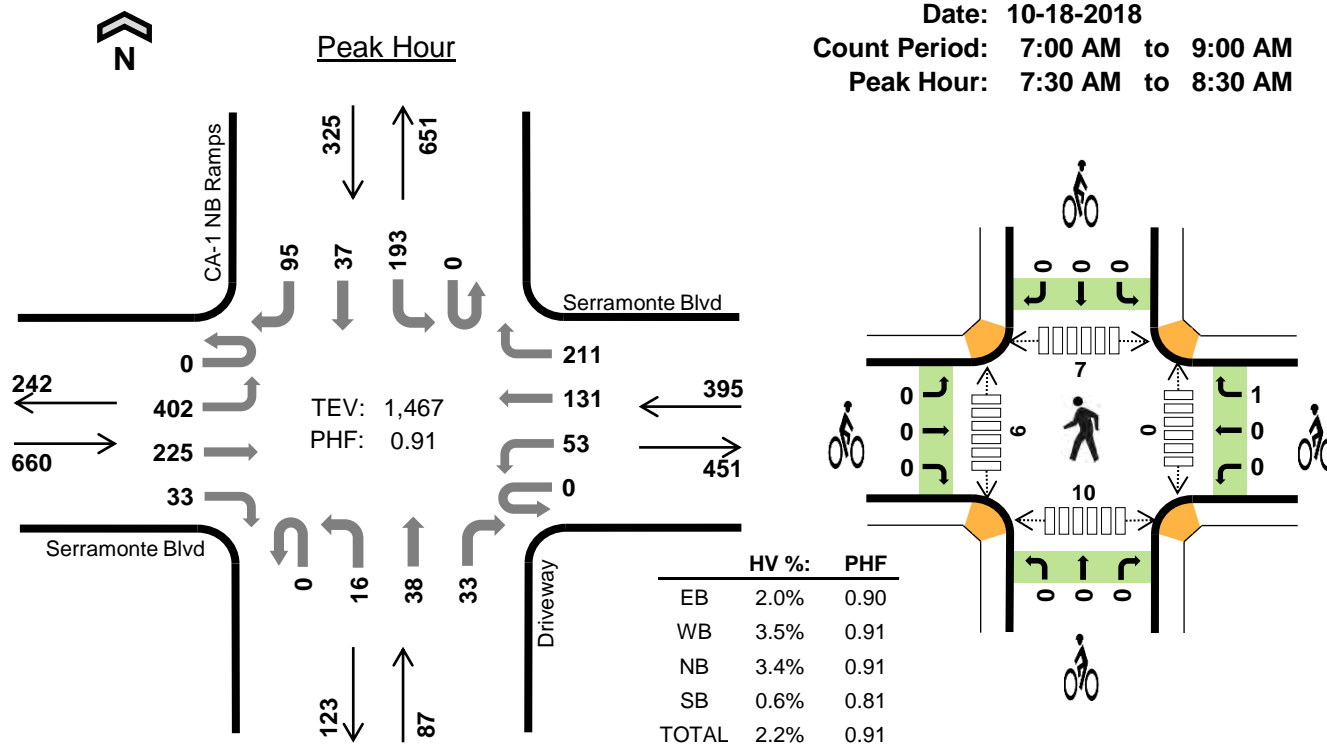 Date: 10-18-2018
Count Period: 7:00 AM to 9:00 AM
Peak Hour: 7:30 AM to 8:30 AM
N
Peak Hour
CA-1 NB Ramps
325
651
95
37
193
0
Serramonte Blvd
0
402
225
33
242
660
TEV: 1,467
PHF: 0.91
211
131
53
0
395
451
Serramonte Blvd
0
16
38
33
Driveway
123
87
HV %: PHF
EB 2.0% 0.90
WB 3.5% 0.91
NB 3.4% 0.91
SB 0.6% 0.81
TOTAL 2.2% 0.91
0 0 0
7
0
0
0
6
0
1
0
0
10
0 0 0